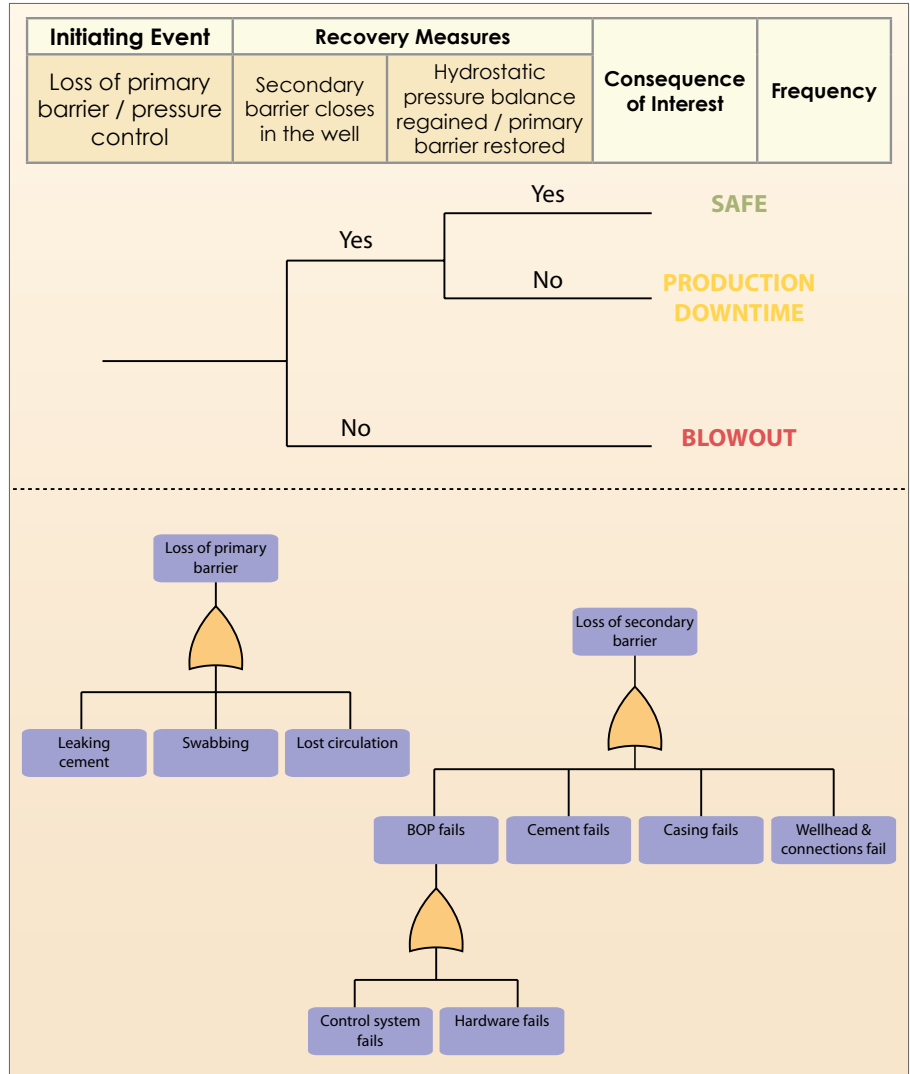 Initiating Event
Recovery Measures
Consequence
of Interest
Frequency
Loss of primary
barrier / pressure
control
Secondary
barrier closes
in the well
Hydrostatic
pressure balance
regained / primary
barrier restored
Yes
SAFE
Yes
No
PRODUCTION
DOWNTIME
No
BLOWOUT
Loss of primary
barrier
Loss of secondary
barrier
Leaking
cement
Swabbing
Lost circulation
BOP fails
Cement fails
Casing fails
Wellhead &
connections fail
Control system
fails
Hardware fails